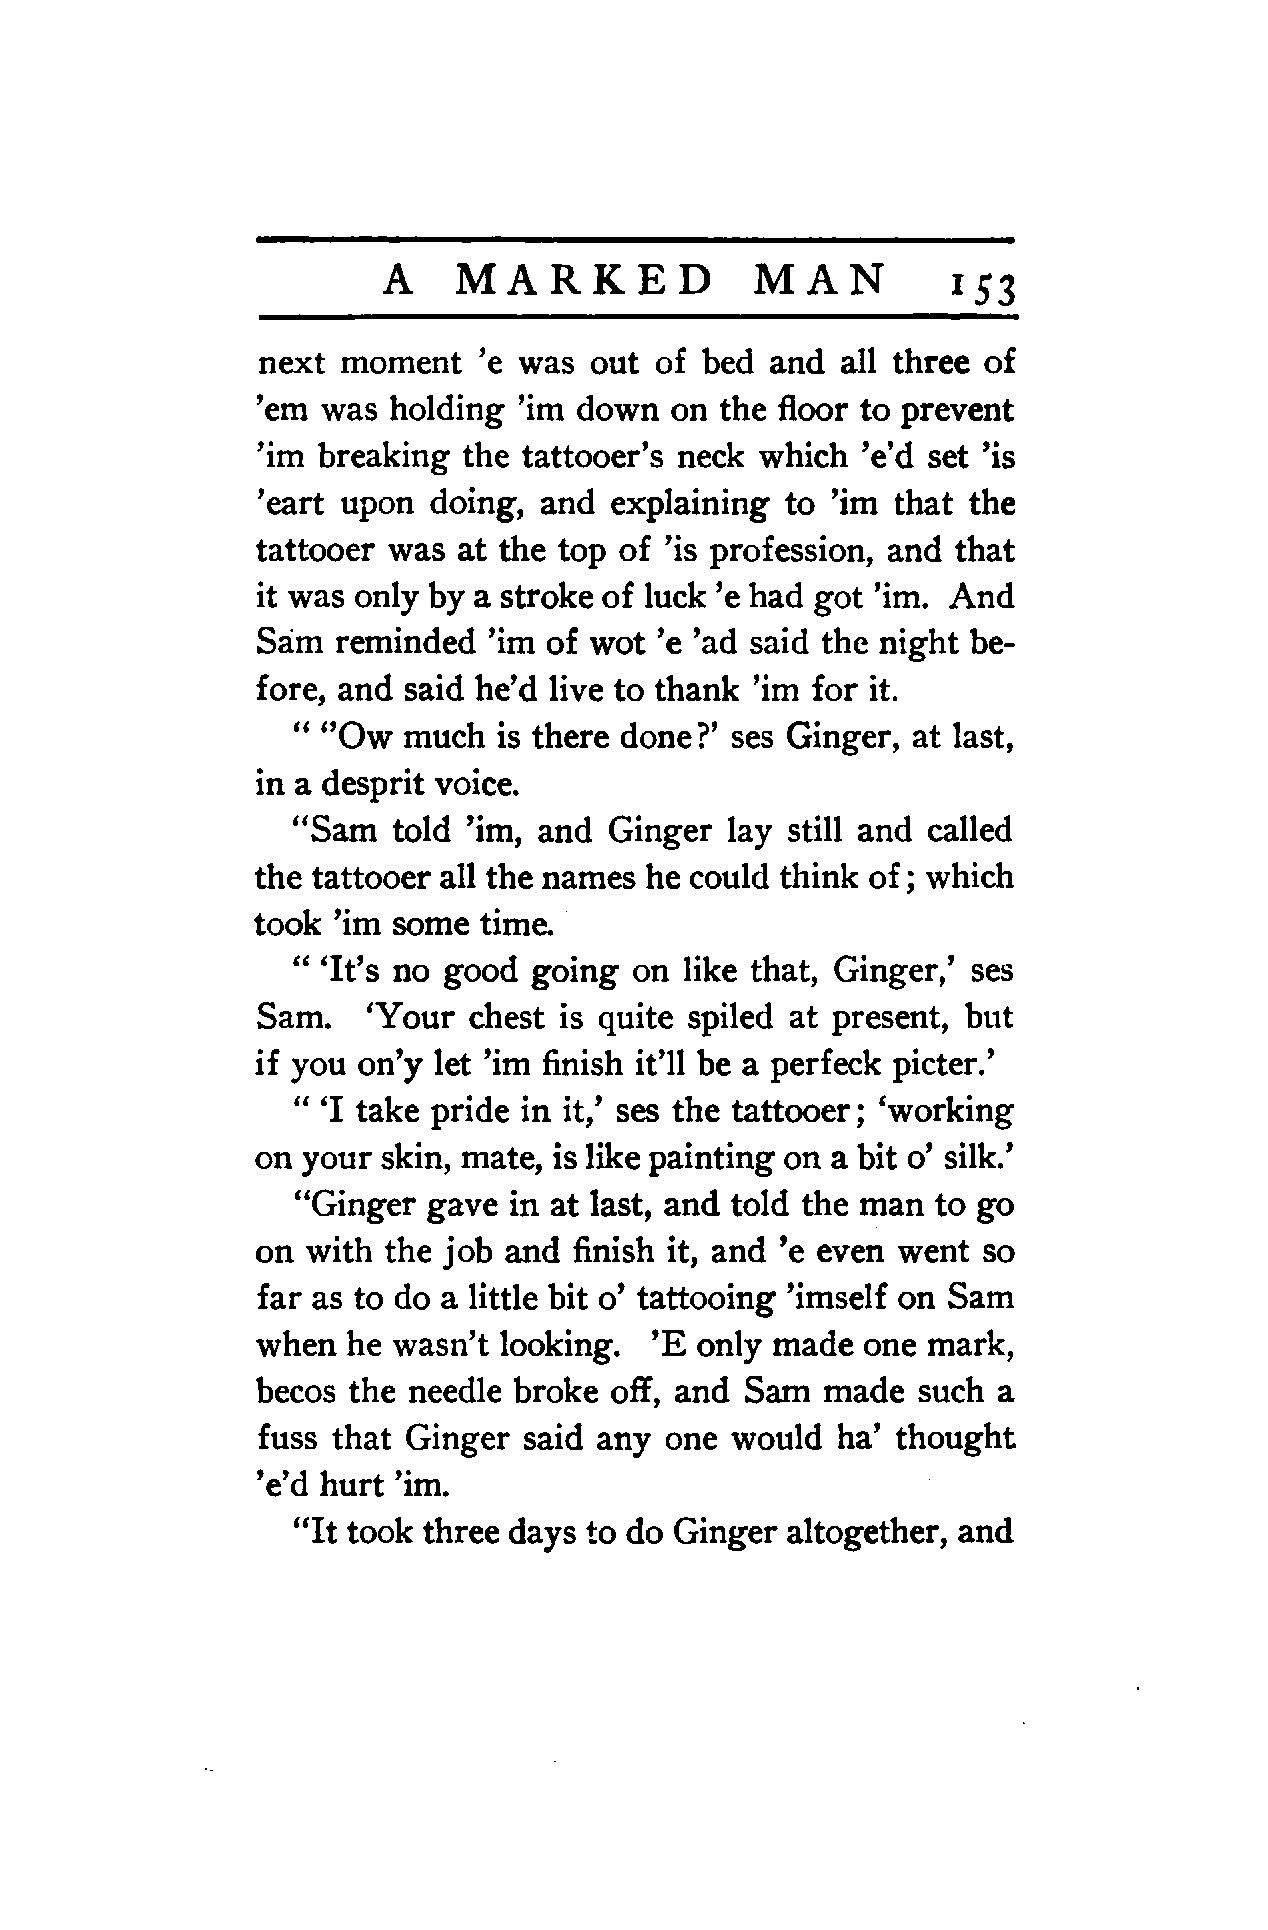 A MARKED MAN 153
next moment ’e was out of bed and all three of
’em was holding ’im down on the floor to prevent
’im breaking the tattooer’s neck which ’e’d set ’is
’eart upon doing, and explaining to ’im that the
tattooer was at the top of ’is profession, and that
it was only by a stroke of luck ’e had got ’im. And
Sam reminded ’im of wot ’e ’ad said the night be-
fore, and said he’d live to thank ’im for it.
“ ‘’Ow much is there done?’ ses Ginger, at last,
in a desprit voice.
“Sam told ’im, and Ginger lay still and called
the tattooer all the names he could think of; which
took ’im some time.
“ ‘It’s no good going on like that, Ginger,’ ses
Sam. ‘Your chest is quite spiled at present, but
if you on’y let ’im finish it’ll be a perfeck picter.’
“ ‘I take pride in it,’ ses the tattooer; ‘working
on your skin, mate, is like painting on a bit o’ silk.’
“Ginger gave in at last, and told the man to go
on with the job and finish it, and ’e even went so
far as to do a little bit o’ tattooing ’imself on Sam
when he wasn’t looking. ’E only made one mark,
becos the needle broke off, and Sam made such a
fuss that Ginger said any one would ha’ thought
’e’d hurt ’im.
“It took three days to do Ginger altogether, and